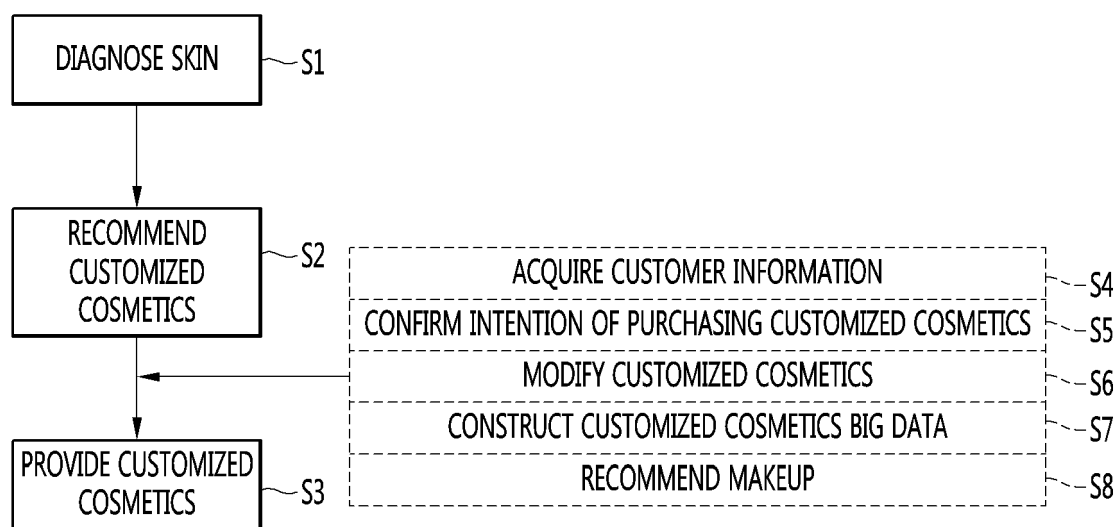 DIAGNOSE SKIN
S1
RECOMMEND
CUSTOMIZED
COSMETICS
S2
ACQUIRE CUSTOMER INFORMATION
S4
CONFIRM INTENTION OF PURCHASING CUSTOMIZED COSMETICS
S5
MODIFY CUSTOMIZED COSMETICS
S6
CONSTRUCT CUSTOMIZED COSMETICS BIG DATA
S7
RECOMMEND MAKEUP
S8
PROVIDE CUSTOMIZED
COSMETICS
S3